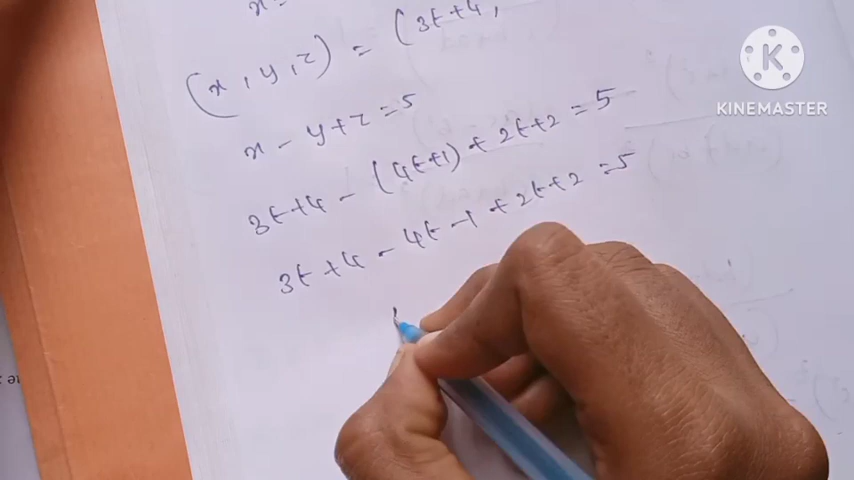 x =
(x, y, z) = (3t+4,
x - y + z = 5
3t+4 - (4t+1) + 2t+2 = 5
3t+4 - 4t-1 + 2t+2 = 5
KINEMASTER